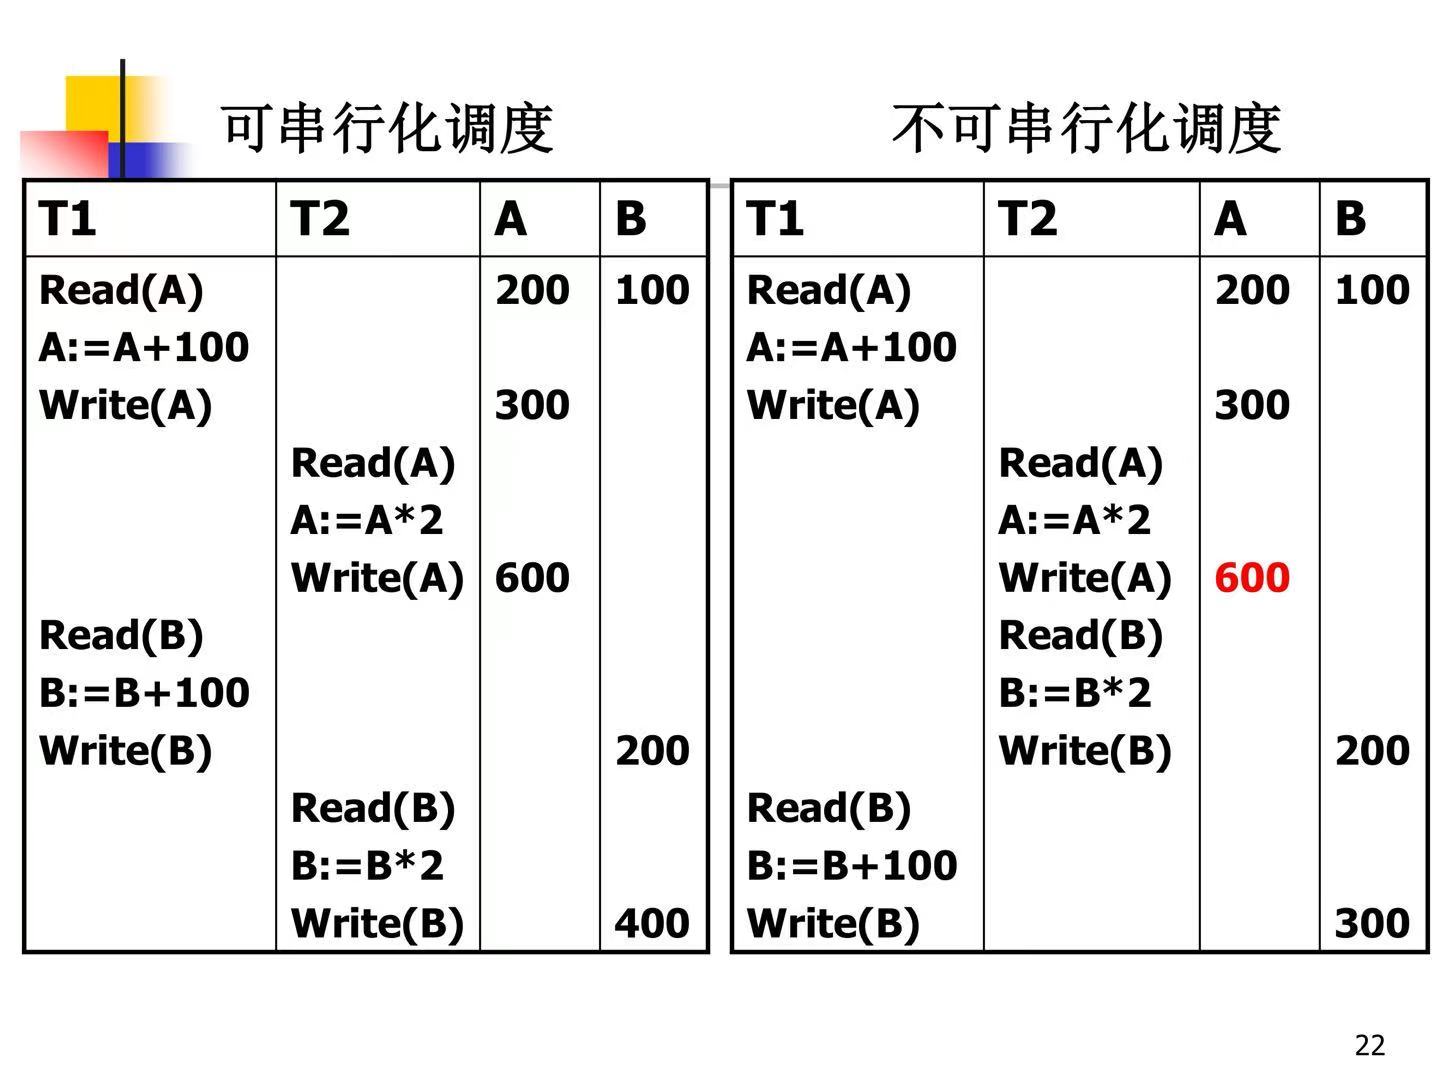 可串行化调度 不可串行化调度
T1 T2 A B T1 T2 A B
Read(A) 200 100 Read(A) 200 100
A:=A+100 A:=A+100
Write(A) 300 Write(A) 300
Read(A) Read(A)
A:=A*2 A:=A*2
Write(A) 600 Write(A) 600
Read(B) Read(B)
B:=B+100 B:=B*2
Write(B) 200 Write(B) 200
Read(B) Read(B)
B:=B*2 B:=B+100
Write(B) 400 Write(B) 300
22